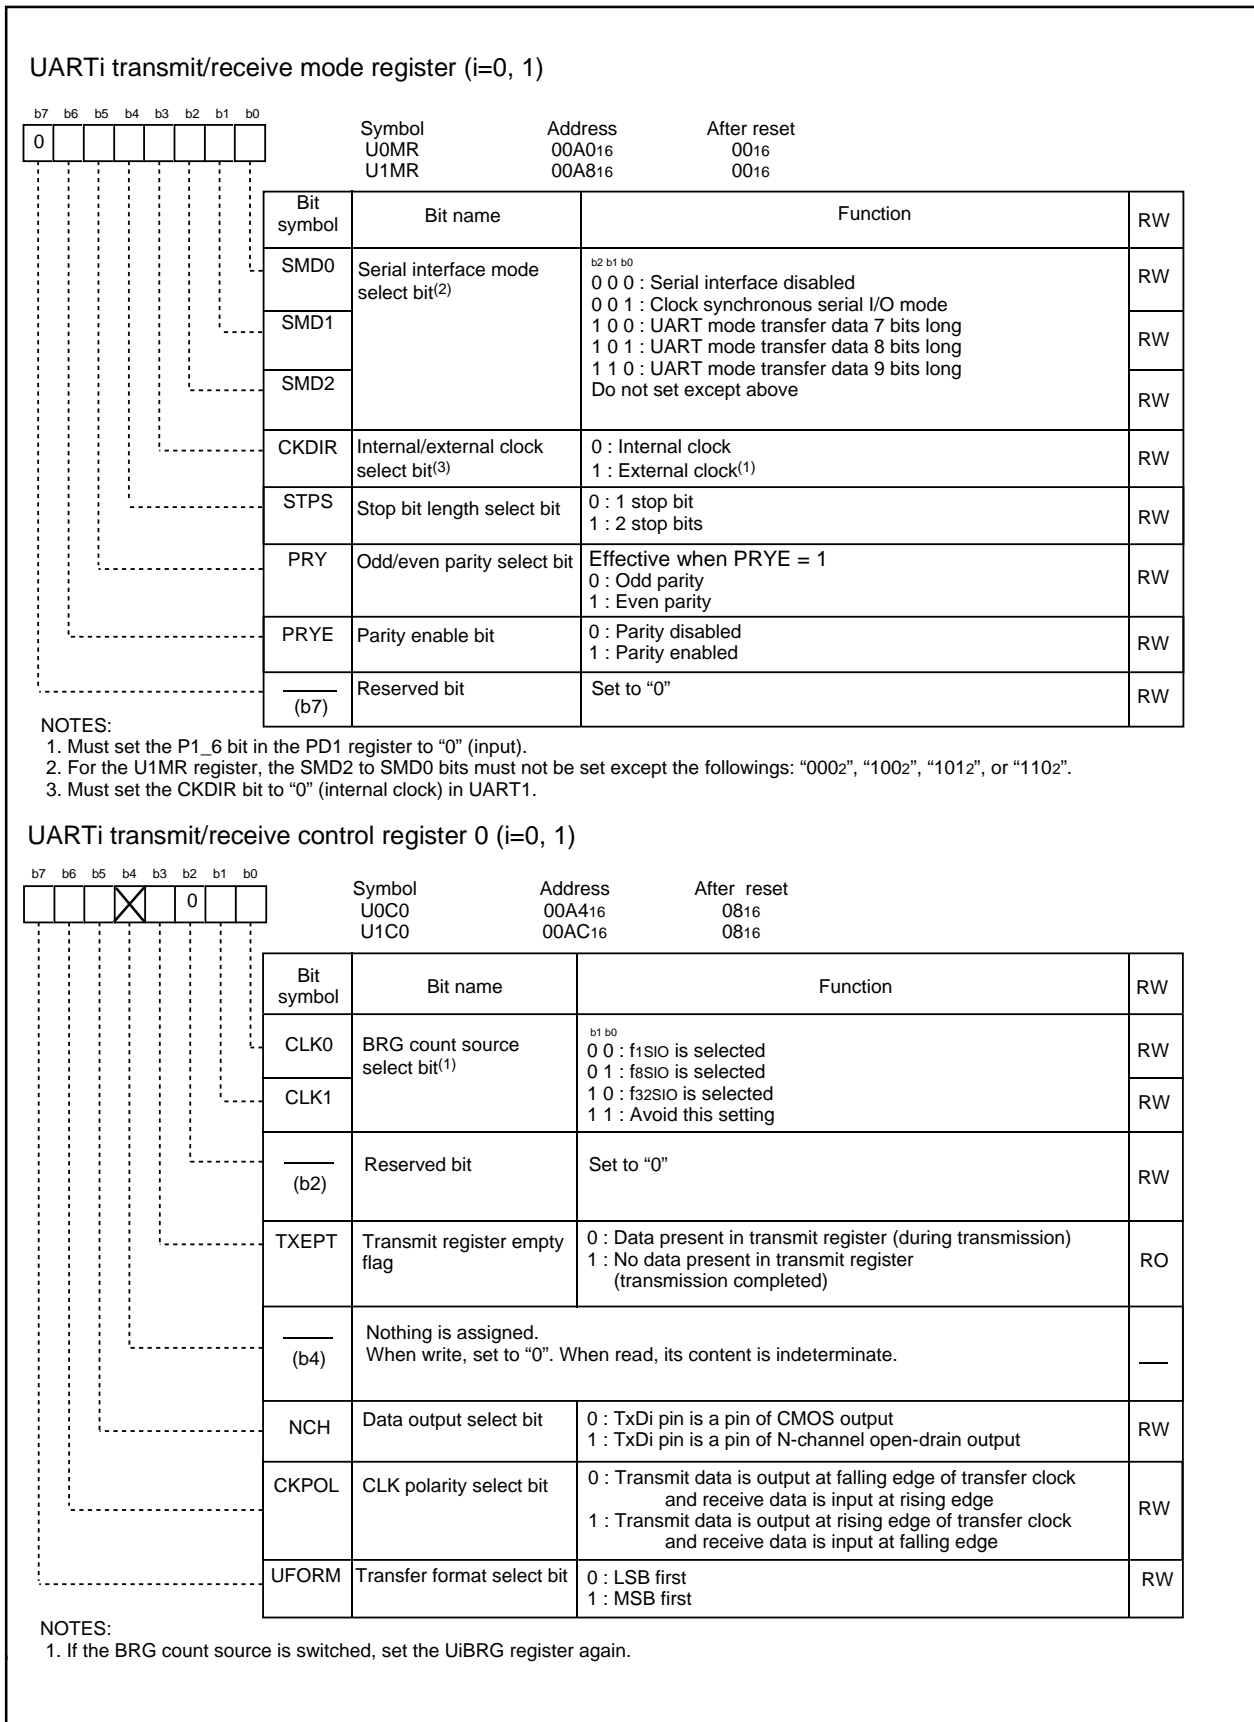 UARTi transmit/receive mode register (i=0, 1)
b7 b6 b5 b4 b3 b2 b1 b0
0
Symbol Address After reset
U0MR 00A016 0016
U1MR 00A816 0016
Bit symbol Bit name Function RW
SMD0 Serial interface mode select bit(2) RW
SMD1 RW
SMD2 RW
b2 b1 b0
0 0 0 : Serial interface disabled
0 0 1 : Clock synchronous serial I/O mode
1 0 0 : UART mode transfer data 7 bits long
1 0 1 : UART mode transfer data 8 bits long
1 1 0 : UART mode transfer data 9 bits long
Do not set except above
CKDIR Internal/external clock select bit(3)
0 : Internal clock
1 : External clock(1)
RW
STPS Stop bit length select bit
0 : 1 stop bit
1 : 2 stop bits
RW
PRY Odd/even parity select bit
Effective when PRYE = 1
0 : Odd parity
1 : Even parity
RW
PRYE Parity enable bit
0 : Parity disabled
1 : Parity enabled
RW
(b7) Reserved bit Set to “0” RW
NOTES:
1. Must set the P1_6 bit in the PD1 register to “0” (input).
2. For the U1MR register, the SMD2 to SMD0 bits must not be set except the followings: “0002”, “1002”, “1012”, or “1102”.
3. Must set the CKDIR bit to “0” (internal clock) in UART1.
UARTi transmit/receive control register 0 (i=0, 1)
b7 b6 b5 b4 b3 b2 b1 b0
0
Symbol Address After reset
U0C0 00A416 0816
U1C0 00AC16 0816
Bit symbol Bit name Function RW
CLK0 BRG count source select bit(1) RW
CLK1 RW
b1 b0
0 0 : f1SIO is selected
0 1 : f8SIO is selected
1 0 : f32SIO is selected
1 1 : Avoid this setting
(b2) Reserved bit Set to “0” RW
TXEPT Transmit register empty flag
0 : Data present in transmit register (during transmission)
1 : No data present in transmit register
(transmission completed)
RO
(b4) Nothing is assigned.
When write, set to “0”. When read, its content is indeterminate.
NCH Data output select bit
0 : TxDi pin is a pin of CMOS output
1 : TxDi pin is a pin of N-channel open-drain output
RW
CKPOL CLK polarity select bit
0 : Transmit data is output at falling edge of transfer clock
and receive data is input at rising edge
1 : Transmit data is output at rising edge of transfer clock
and receive data is input at falling edge
RW
UFORM Transfer format select bit
0 : LSB first
1 : MSB first
RW
NOTES:
1. If the BRG count source is switched, set the UiBRG register again.